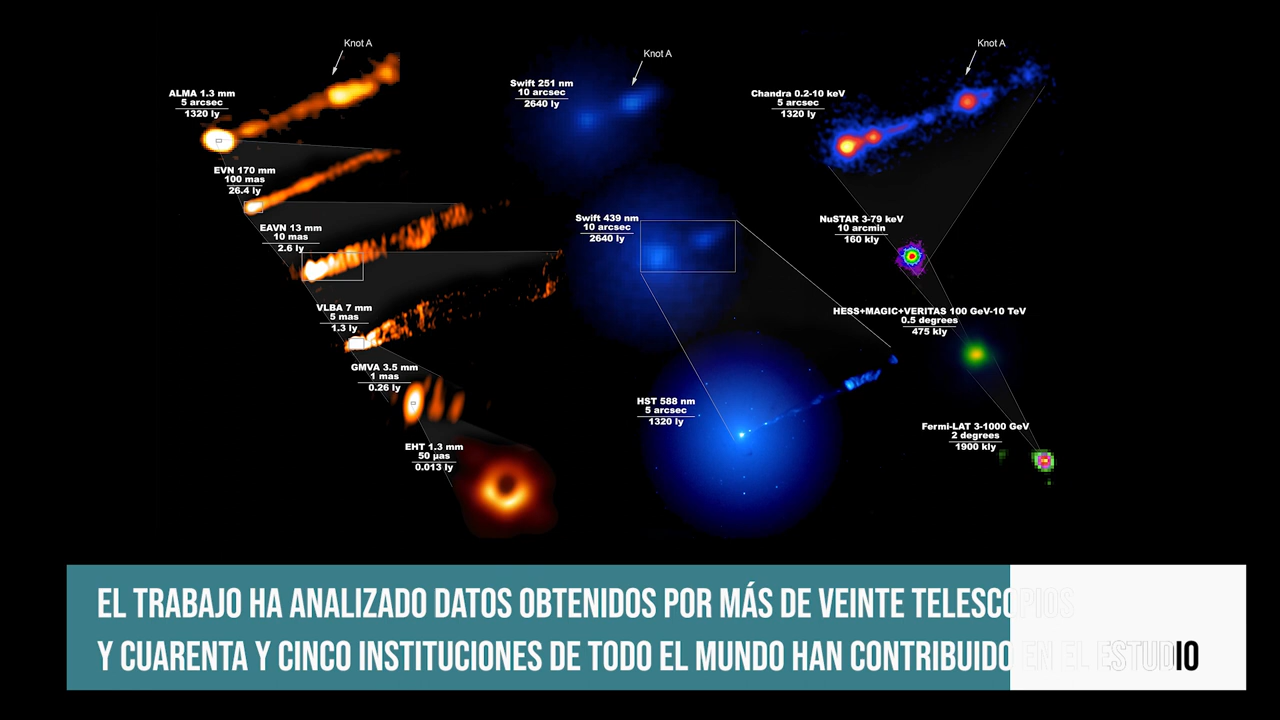 Knot A
ALMA 1.3 mm
5 arcsec
1320 ly
EVN 170 mm
100 mas
26.4 ly
EAVN 13 mm
10 mas
2.6 ly
VLBA 7 mm
5 mas
1.3 ly
GMVA 3.5 mm
1 mas
0.26 ly
EHT 1.3 mm
50 µas
0.013 ly
Knot A
Swift 251 nm
10 arcsec
2640 ly
Swift 439 nm
10 arcsec
2640 ly
HST 588 nm
5 arcsec
1320 ly
Knot A
Chandra 0.2-10 keV
5 arcsec
1320 ly
NuSTAR 3-79 keV
10 arcmin
160 kly
HESS+MAGIC+VERITAS 100 GeV-10 TeV
0.5 degrees
475 kly
Fermi-LAT 3-1000 GeV
2 degrees
1900 kly
EL TRABAJO HA ANALIZADO DATOS OBTENIDOS POR MÁS DE VEINTE TELESCOPIOS
Y CUARENTA Y CINCO INSTITUCIONES DE TODO EL MUNDO HAN CONTRIBUIDO EN EL ESTUDIO